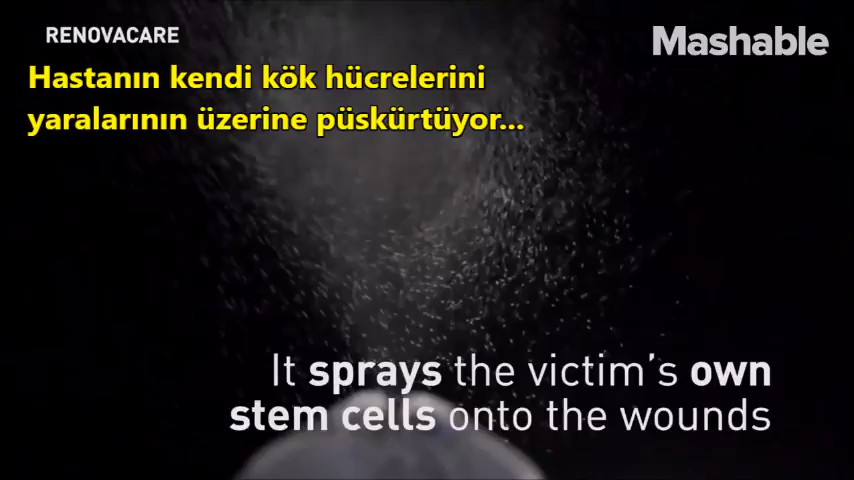 RENOVACARE
Mashable
Hastanın kendi kök hücrelerini
yaralarının üzerine püskürtüyor...
It sprays the victim's own
stem cells onto the wounds